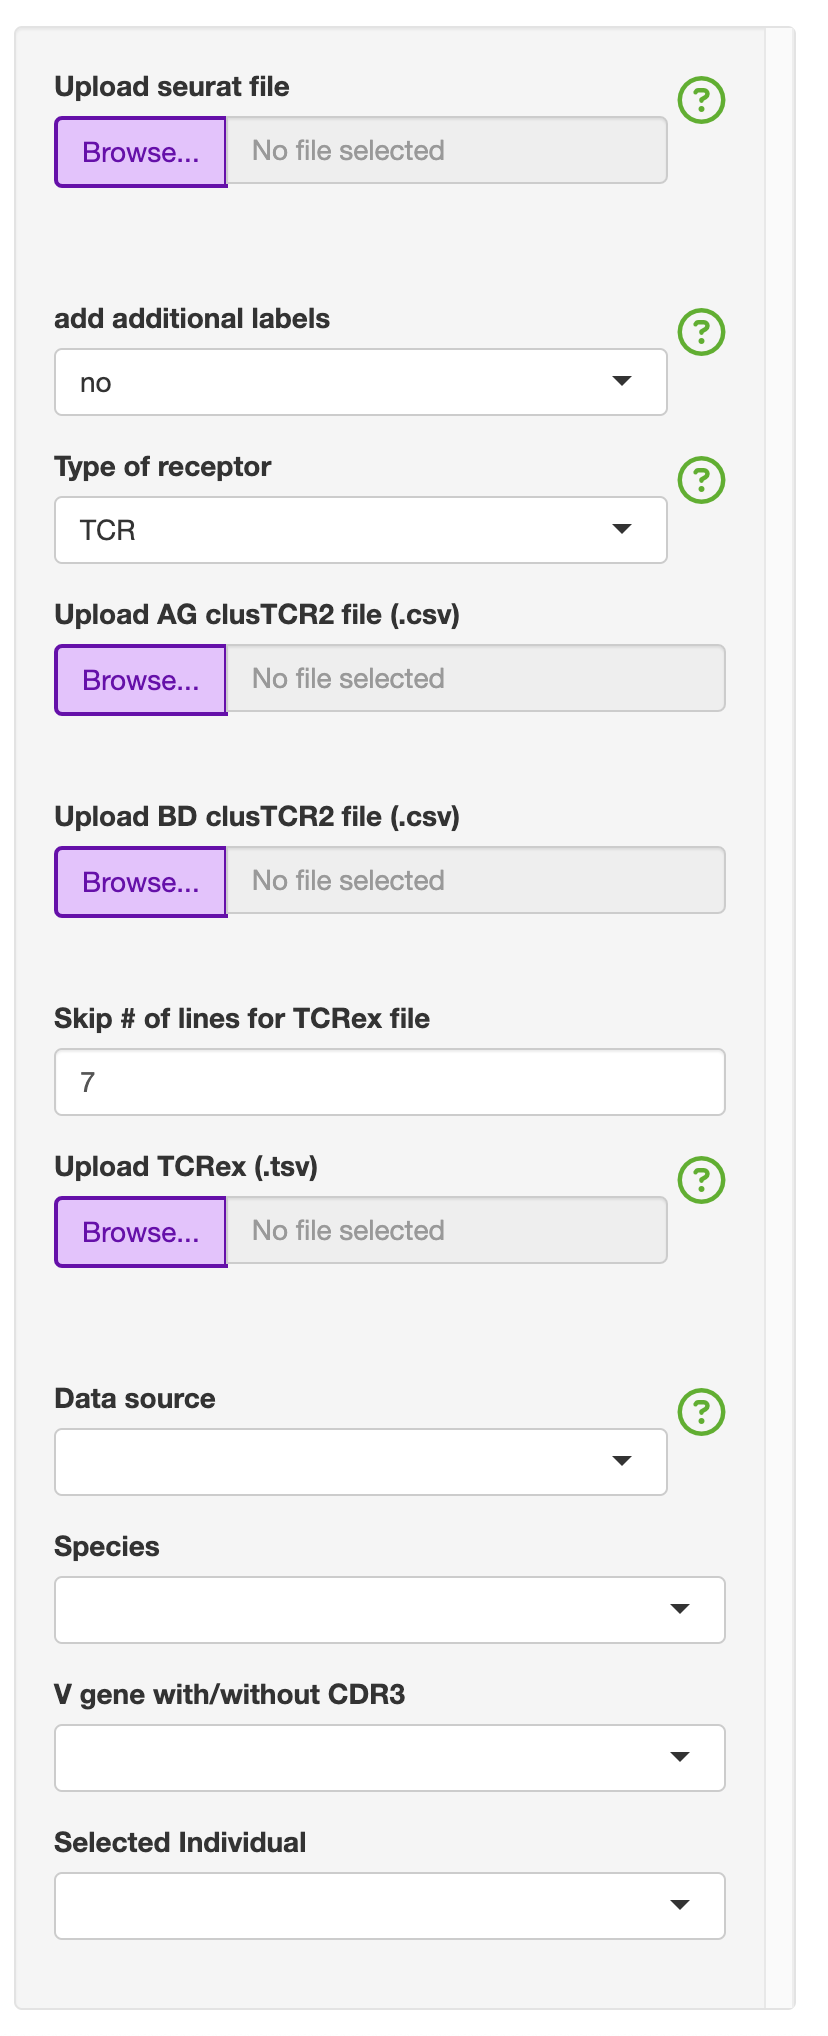 Upload seurat file
?
Browse... No file selected
add additional labels
?
no
Type of receptor
?
TCR
Upload AG clusTCR2 file (.csv)
Browse... No file selected
Upload BD clusTCR2 file (.csv)
Browse... No file selected
Skip # of lines for TCRex file
7
Upload TCRex (.tsv)
?
Browse... No file selected
Data source
?
Species
V gene with/without CDR3
Selected Individual